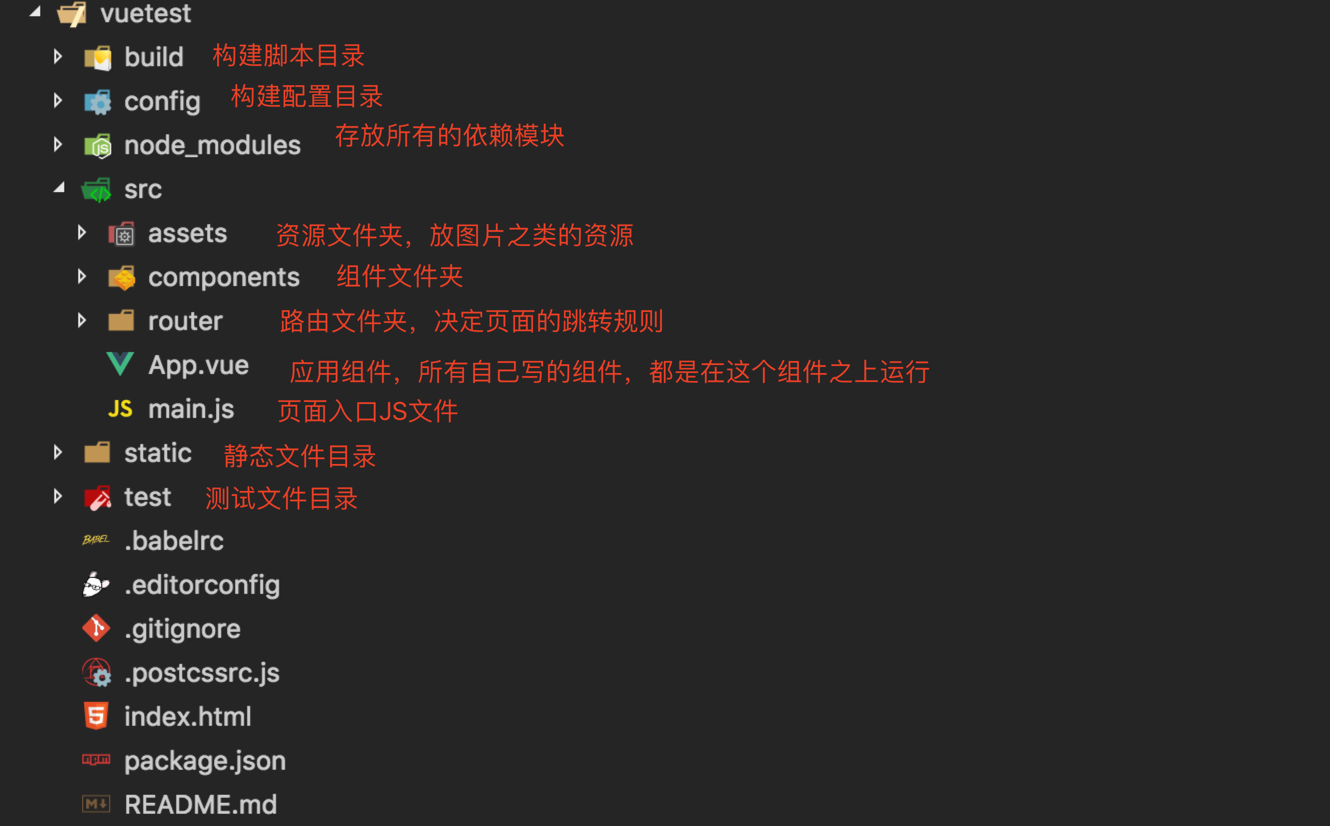 vuetest
build 构建脚本目录
config 构建配置目录
node_modules 存放所有的依赖模块
src
assets 资源文件夹，放图片之类的资源
components 组件文件夹
router 路由文件夹，决定页面的跳转规则
App.vue 应用组件，所有自己写的组件，都是在这个组件之上运行
JS main.js 页面入口JS文件
static 静态文件目录
test 测试文件目录
BABEL .babelrc
.editorconfig
.gitignore
.postcssrc.js
5 index.html
npm package.json
M↓ README.md